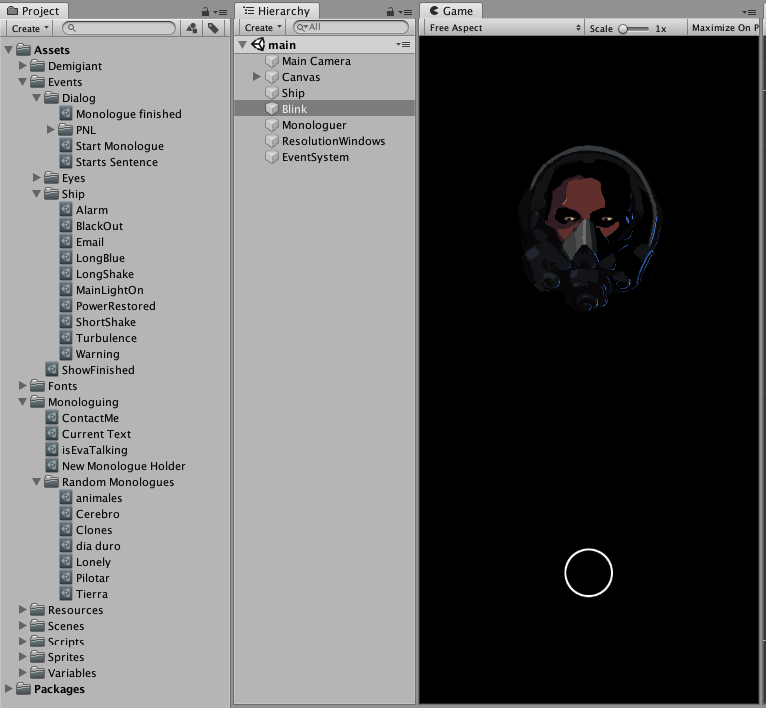 Project
Create
Assets
Demigiant
Events
Dialog
Monologue finished
PNL
Start Monologue
Starts Sentence
Eyes
Ship
Alarm
BlackOut
Email
LongBlue
LongShake
MainLightOn
PowerRestored
ShortShake
Turbulence
Warning
ShowFinished
Fonts
Monologuing
ContactMe
Current Text
isEvaTalking
New Monologue Holder
Random Monologues
animales
Cerebro
Clones
dia duro
Lonely
Pilotar
Tierra
Resources
Scenes
Scripts
Sprites
Variables
Packages
Hierarchy
Create All
main
Main Camera
Canvas
Ship
Blink
Monologuer
ResolutionWindows
EventSystem
Game
Free Aspect Scale 1x Maximize On P